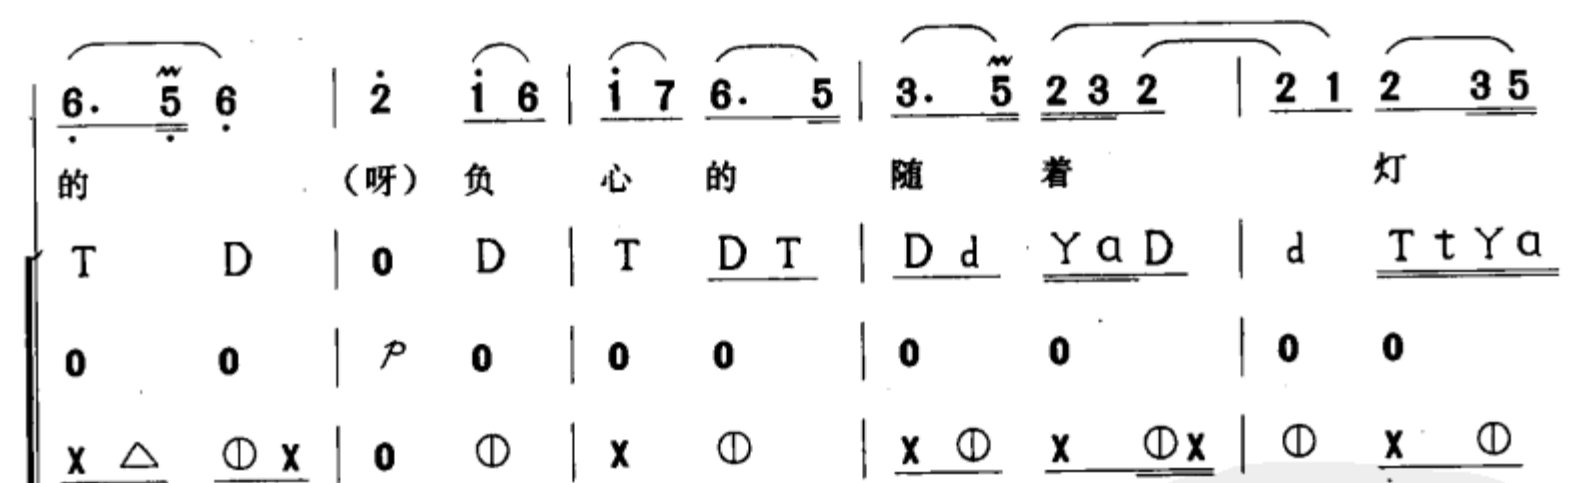 6. 5 6 | 2 i 6 | i 7 6. 5 | 3. 5 2 3 2 | 2 1 2 3 5
的 （呀） 负 心 的 随 着 灯
T D | 0 D | T D T | D d Y a D | d T t Y a
0 0 | P 0 | 0 0 | 0 0 | 0 0
X △ ⦶ X | 0 ⦶ | X ⦶ | X ⦶ X ⦶ X | ⦶ X ⦶